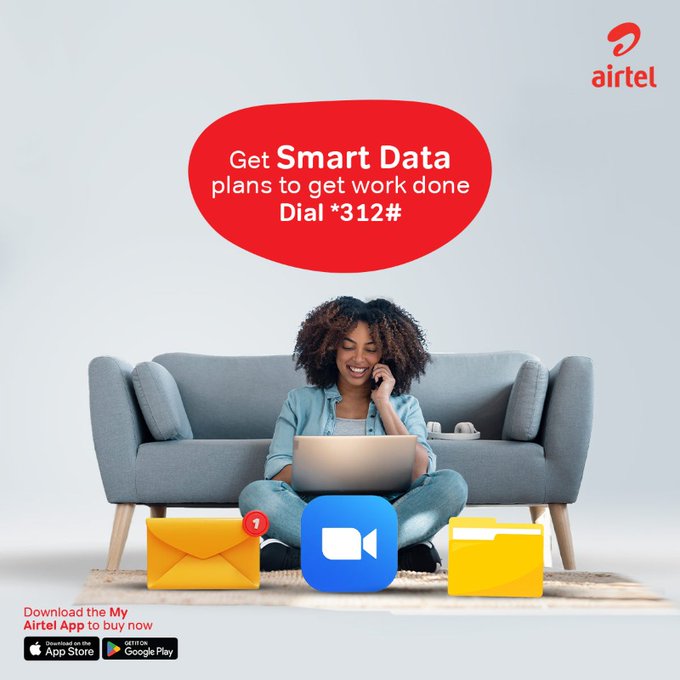 airtel
Get Smart Data
plans to get work done
Dial *312#
1
Download the My
Airtel App to buy now
Download on the
App Store
GET IT ON
Google Play